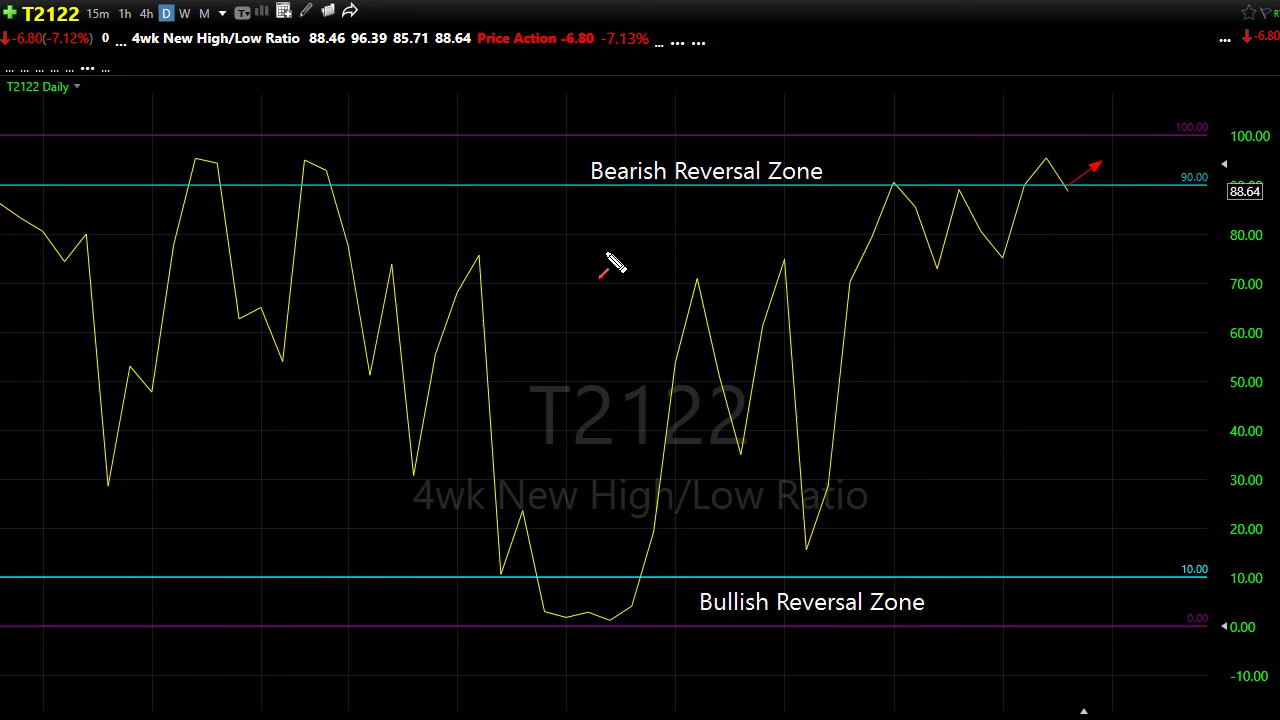 T2122 15m 1h 4h D W M T
-6.80(-7.12%) 0 ... 4wk New High/Low Ratio 88.46 96.39 85.71 88.64 Price Action -6.80 -7.13% ... ... ... ... -6.80
... ... ... ... ... ... ...
T2122 Daily
100.00 100.00
Bearish Reversal Zone
90.00
88.64
80.00
70.00
60.00
50.00
T2122
40.00
4wk New High/Low Ratio
30.00
20.00
10.00 10.00
Bullish Reversal Zone
0.00 0.00
-10.00